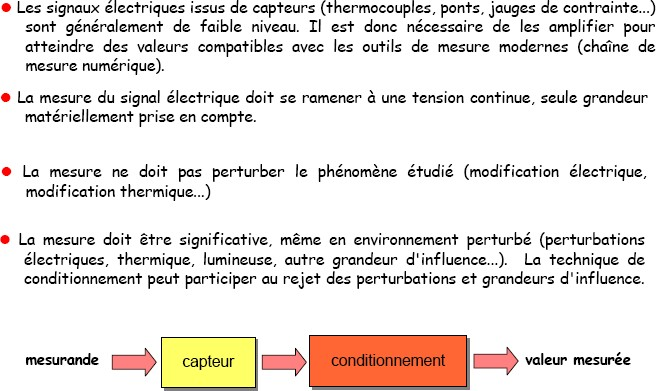 ● Les signaux électriques issus de capteurs (thermocouples, ponts, jauges de contrainte...)
sont généralement de faible niveau. Il est donc nécessaire de les amplifier pour
atteindre des valeurs compatibles avec les outils de mesure modernes (chaîne de
mesure numérique).
● La mesure du signal électrique doit se ramener à une tension continue, seule grandeur
matériellement prise en compte.
● La mesure ne doit pas perturber le phénomène étudié (modification électrique,
modification thermique...)
● La mesure doit être significative, même en environnement perturbé (perturbations
électriques, thermique, lumineuse, autre grandeur d'influence...). La technique de
conditionnement peut participer au rejet des perturbations et grandeurs d'influence.
mesurande capteur conditionnement valeur mesurée